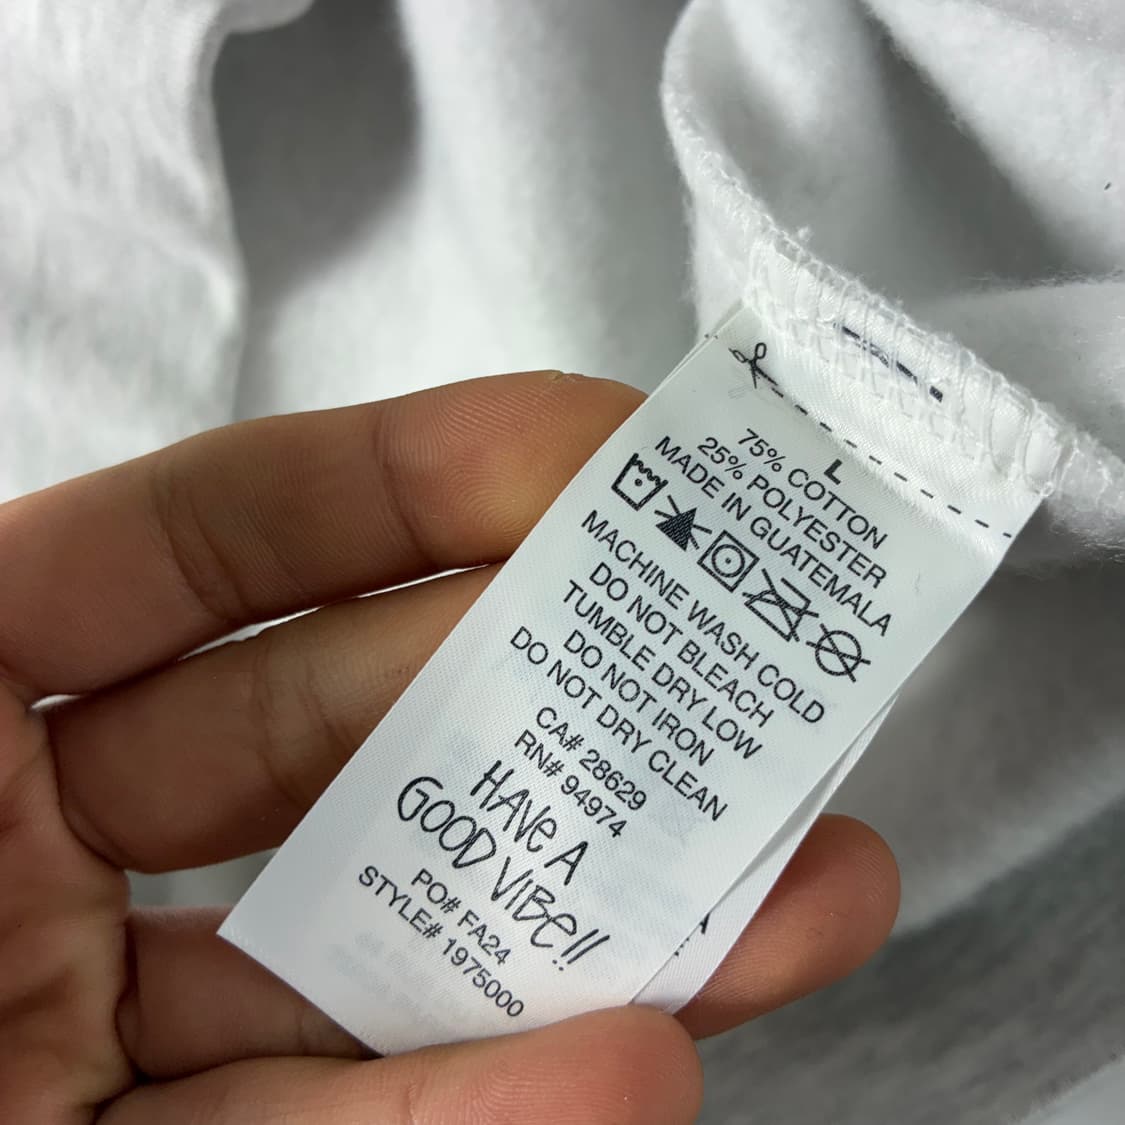 L
75% COTTON
25% POLYESTER
MADE IN GUATEMALA
MACHINE WASH COLD
DO NOT BLEACH
TUMBLE DRY LOW
DO NOT IRON
DO NOT DRY CLEAN
CA# 28629
RN# 94974
HAVE A
GOOD VIBE!!
PO# FA24
STYLE# 1975000